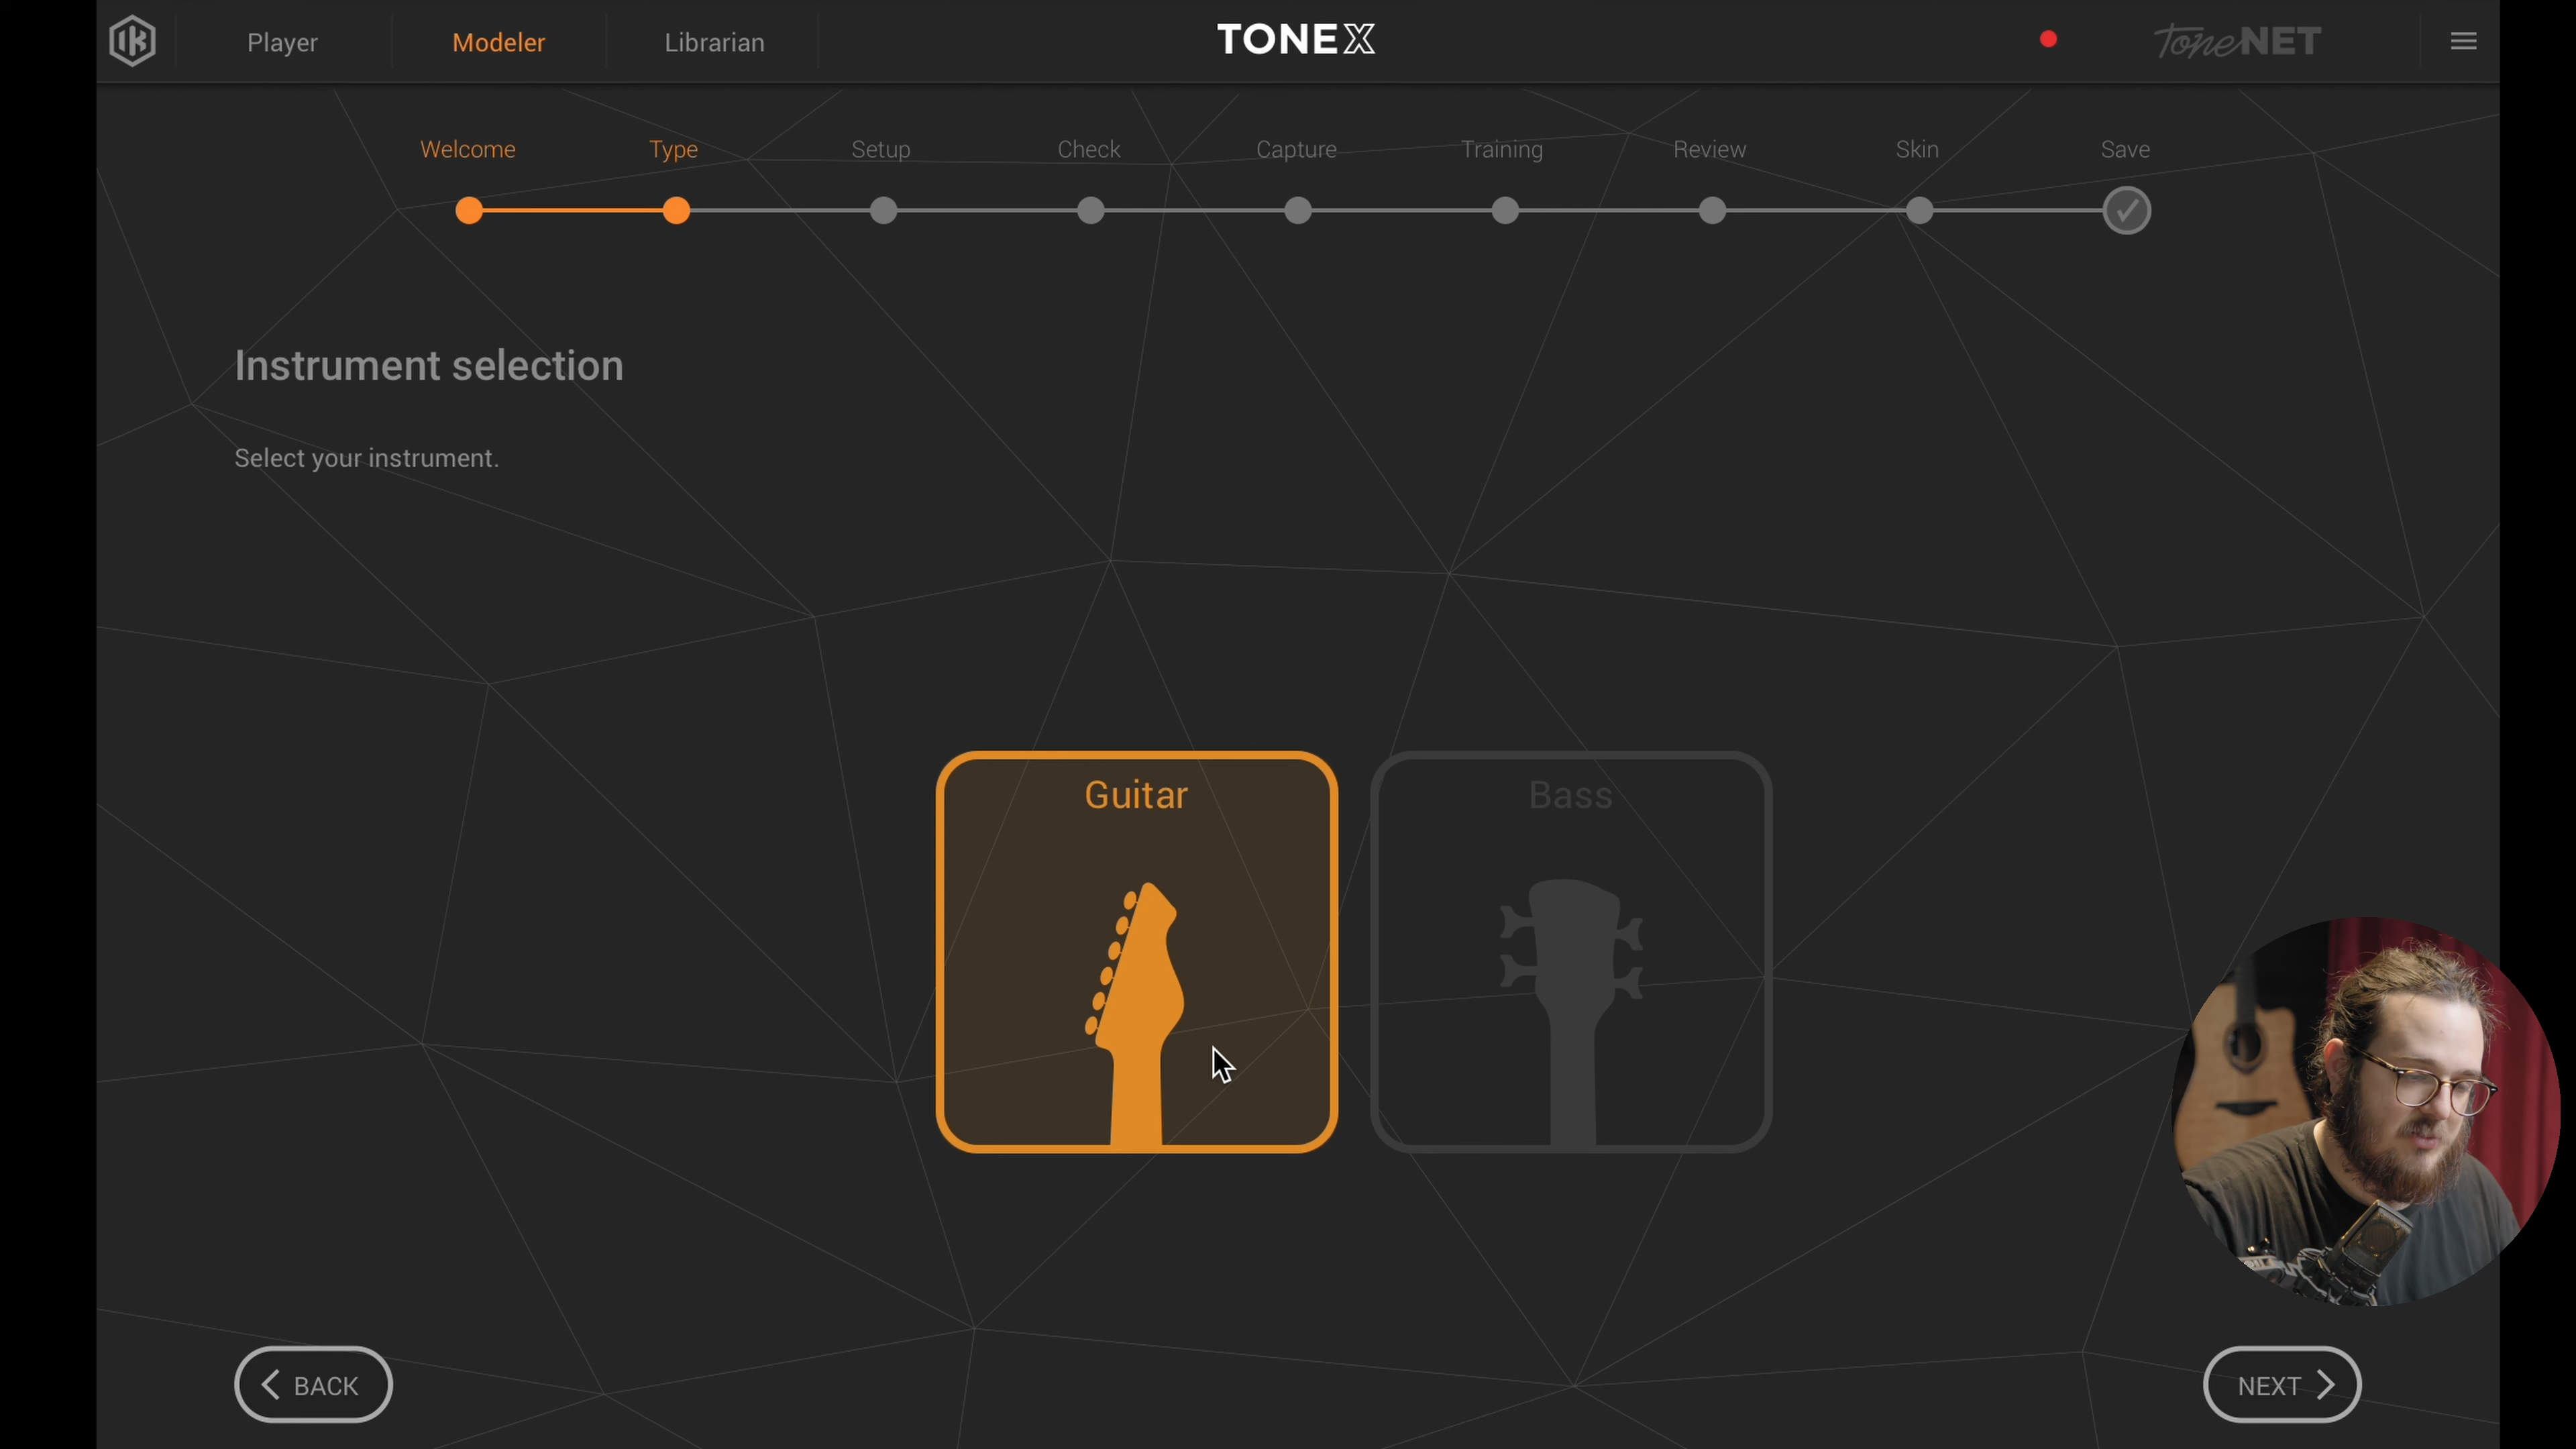 Player Modeler Librarian TONEX ToneNET
Welcome Type Setup Check Capture Training Review Skin Save
Instrument selection
Select your instrument.
Guitar Bass
BACK NEXT